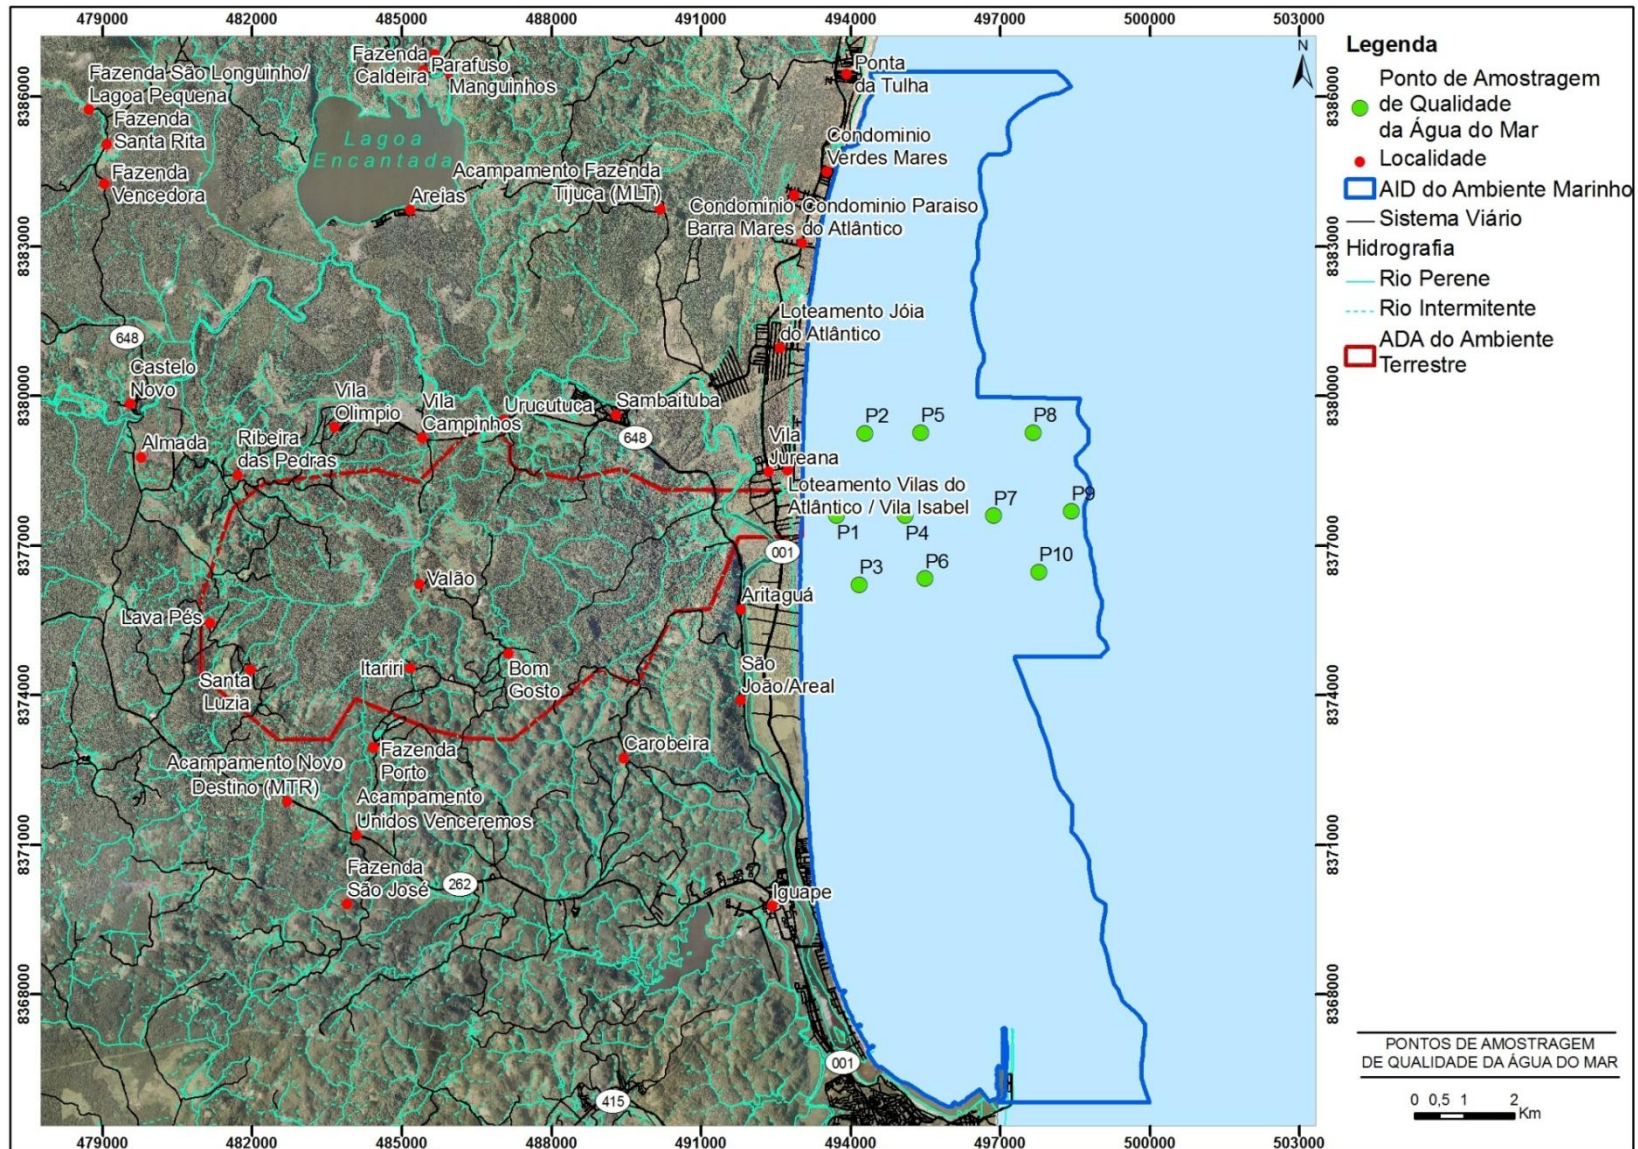 479000 482000 485000 488000 491000 494000 497000 500000 503000
N
Legenda
Ponto de Amostragem
de Qualidade
da Água do Mar
Localidade
AID do Ambiente Marinho
Sistema Viário
Hidrografia
Rio Perene
Rio Intermitente
ADA do Ambiente
Terrestre
8386000
8383000
8380000
8377000
8374000
8371000
8368000
Fazenda
Caldeira
Parafuso
Manguinhos
Fazenda São Longuinho/
Lagoa Pequena
Fazenda
Santa Rita
Fazenda
Vencedora
Lagoa
Encantada
Areias
Acampamento Fazenda
Tijuca (MLT)
Ponta
da Tulha
Condominio
Verdes Mares
Condominio
Barra Mares
Condominio Paraiso
do Atlântico
Loteamento Jóia
do Atlântico
648
Castelo
Novo
Almada
Vila
Olimpio
Vila
Campinhos
Urucutuca
Sambaituba
648
Ribeira
das Pedras
Vila
Jureana
Loteamento Vilas do
Atlântico / Vila Isabel
P2
P5
P8
P1
P4
P7
P9
P3
P6
P10
001
Valão
Aritaguá
Lava Pés
Santa
Luzia
Itariri
Bom
Gosto
São
João/Areal
Fazenda
Porto
Carobeira
Acampamento Novo
Destino (MTR)
Acampamento
Unidos Venceremos
Fazenda
São José
262
Iguape
001
415
8386000
8383000
8380000
8377000
8374000
8371000
8368000
PONTOS DE AMOSTRAGEM
DE QUALIDADE DA ÁGUA DO MAR
0 0,5 1 2
Km
479000 482000 485000 488000 491000 494000 497000 500000 503000